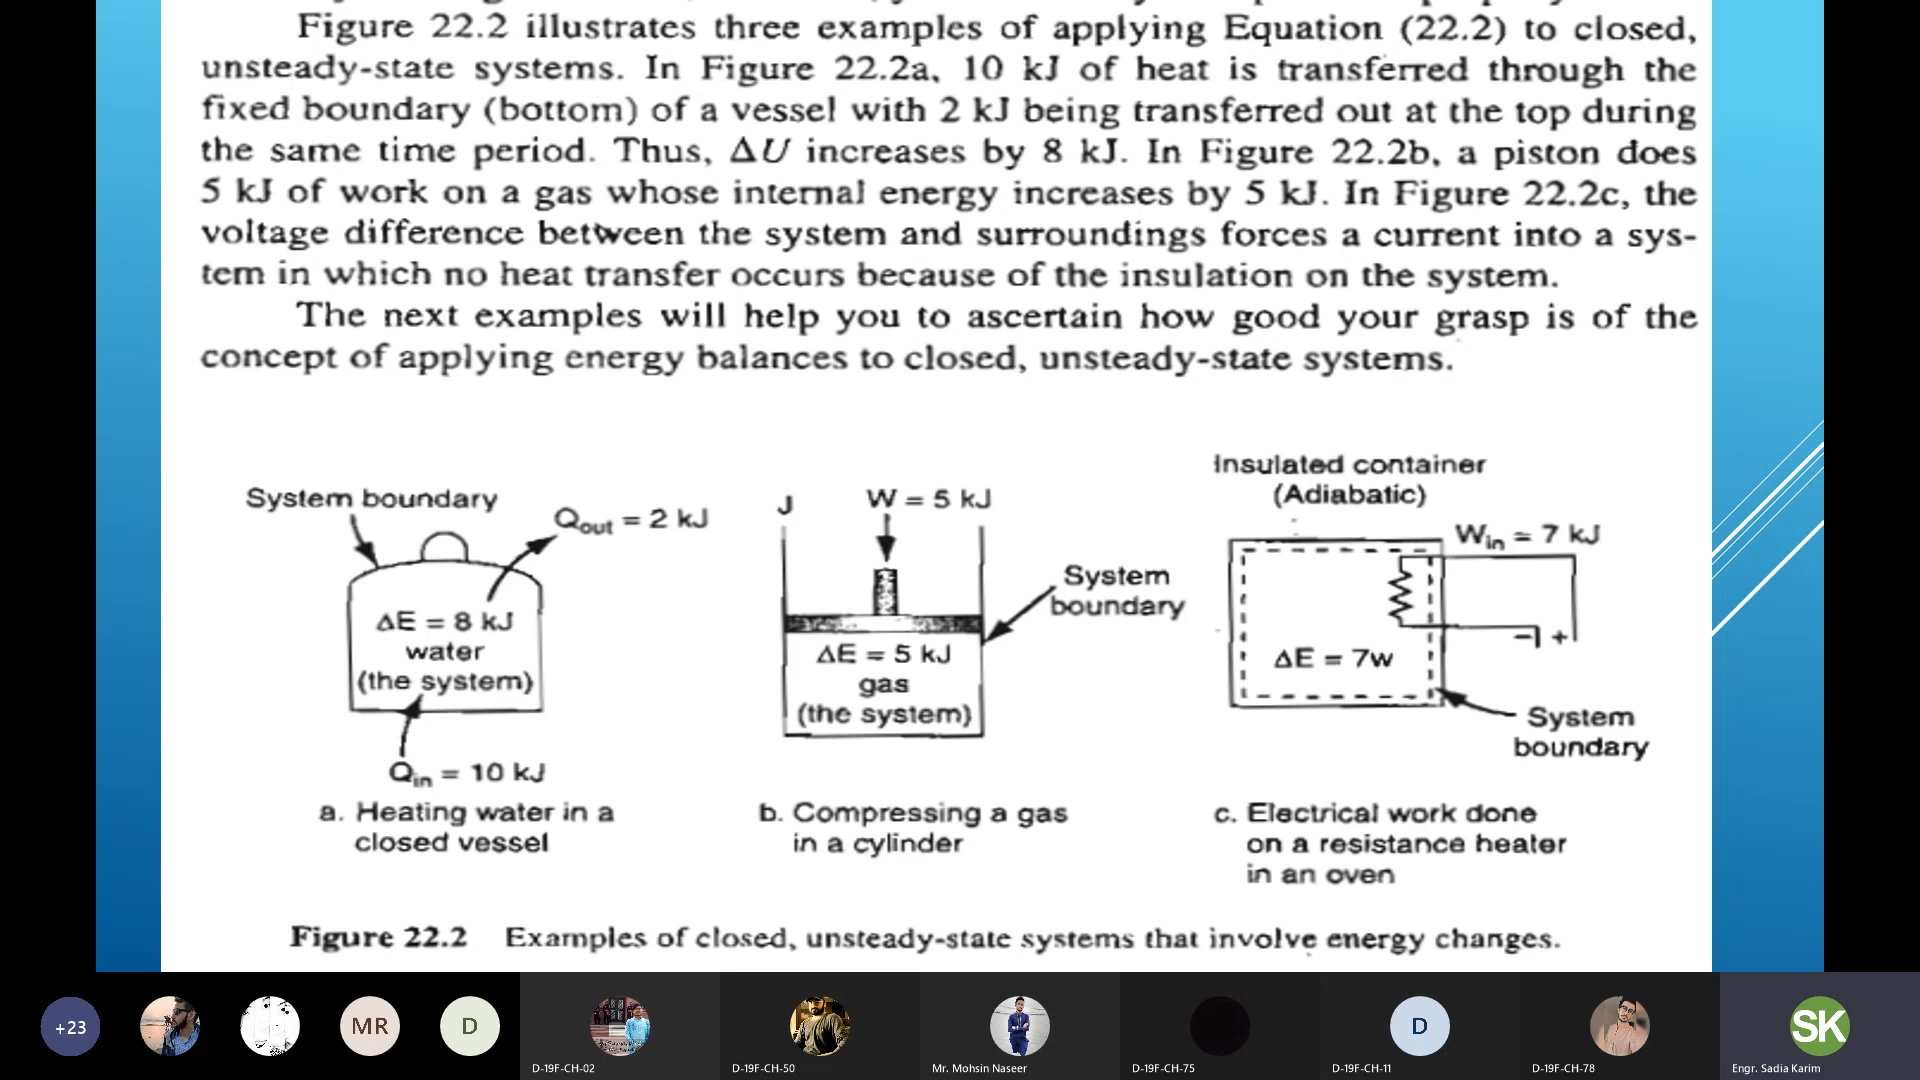 Figure 22.2 illustrates three examples of applying Equation (22.2) to closed,
unsteady-state systems. In Figure 22.2a, 10 kJ of heat is transferred through the
fixed boundary (bottom) of a vessel with 2 kJ being transferred out at the top during
the same time period. Thus, ΔU increases by 8 kJ. In Figure 22.2b, a piston does
5 kJ of work on a gas whose internal energy increases by 5 kJ. In Figure 22.2c, the
voltage difference between the system and surroundings forces a current into a sys-
tem in which no heat transfer occurs because of the insulation on the system.
The next examples will help you to ascertain how good your grasp is of the
concept of applying energy balances to closed, unsteady-state systems.
System boundary
Qout = 2 kJ
ΔE = 8 kJ
water
(the system)
Qin = 10 kJ
a. Heating water in a
closed vessel
J
W = 5 kJ
System
boundary
ΔE = 5 kJ
gas
(the system)
b. Compressing a gas
in a cylinder
Insulated container
(Adiabatic)
Win = 7 kJ
- +
ΔE = 7w
System
boundary
c. Electrical work done
on a resistance heater
in an oven
Figure 22.2 Examples of closed, unsteady-state systems that involve energy changes.
+23
MR
D
D-19F-CH-02
D-19F-CH-50
Mr. Mohsin Naseer
D-19F-CH-75
D
D-19F-CH-11
D-19F-CH-78
SK
Engr. Sadia Karim